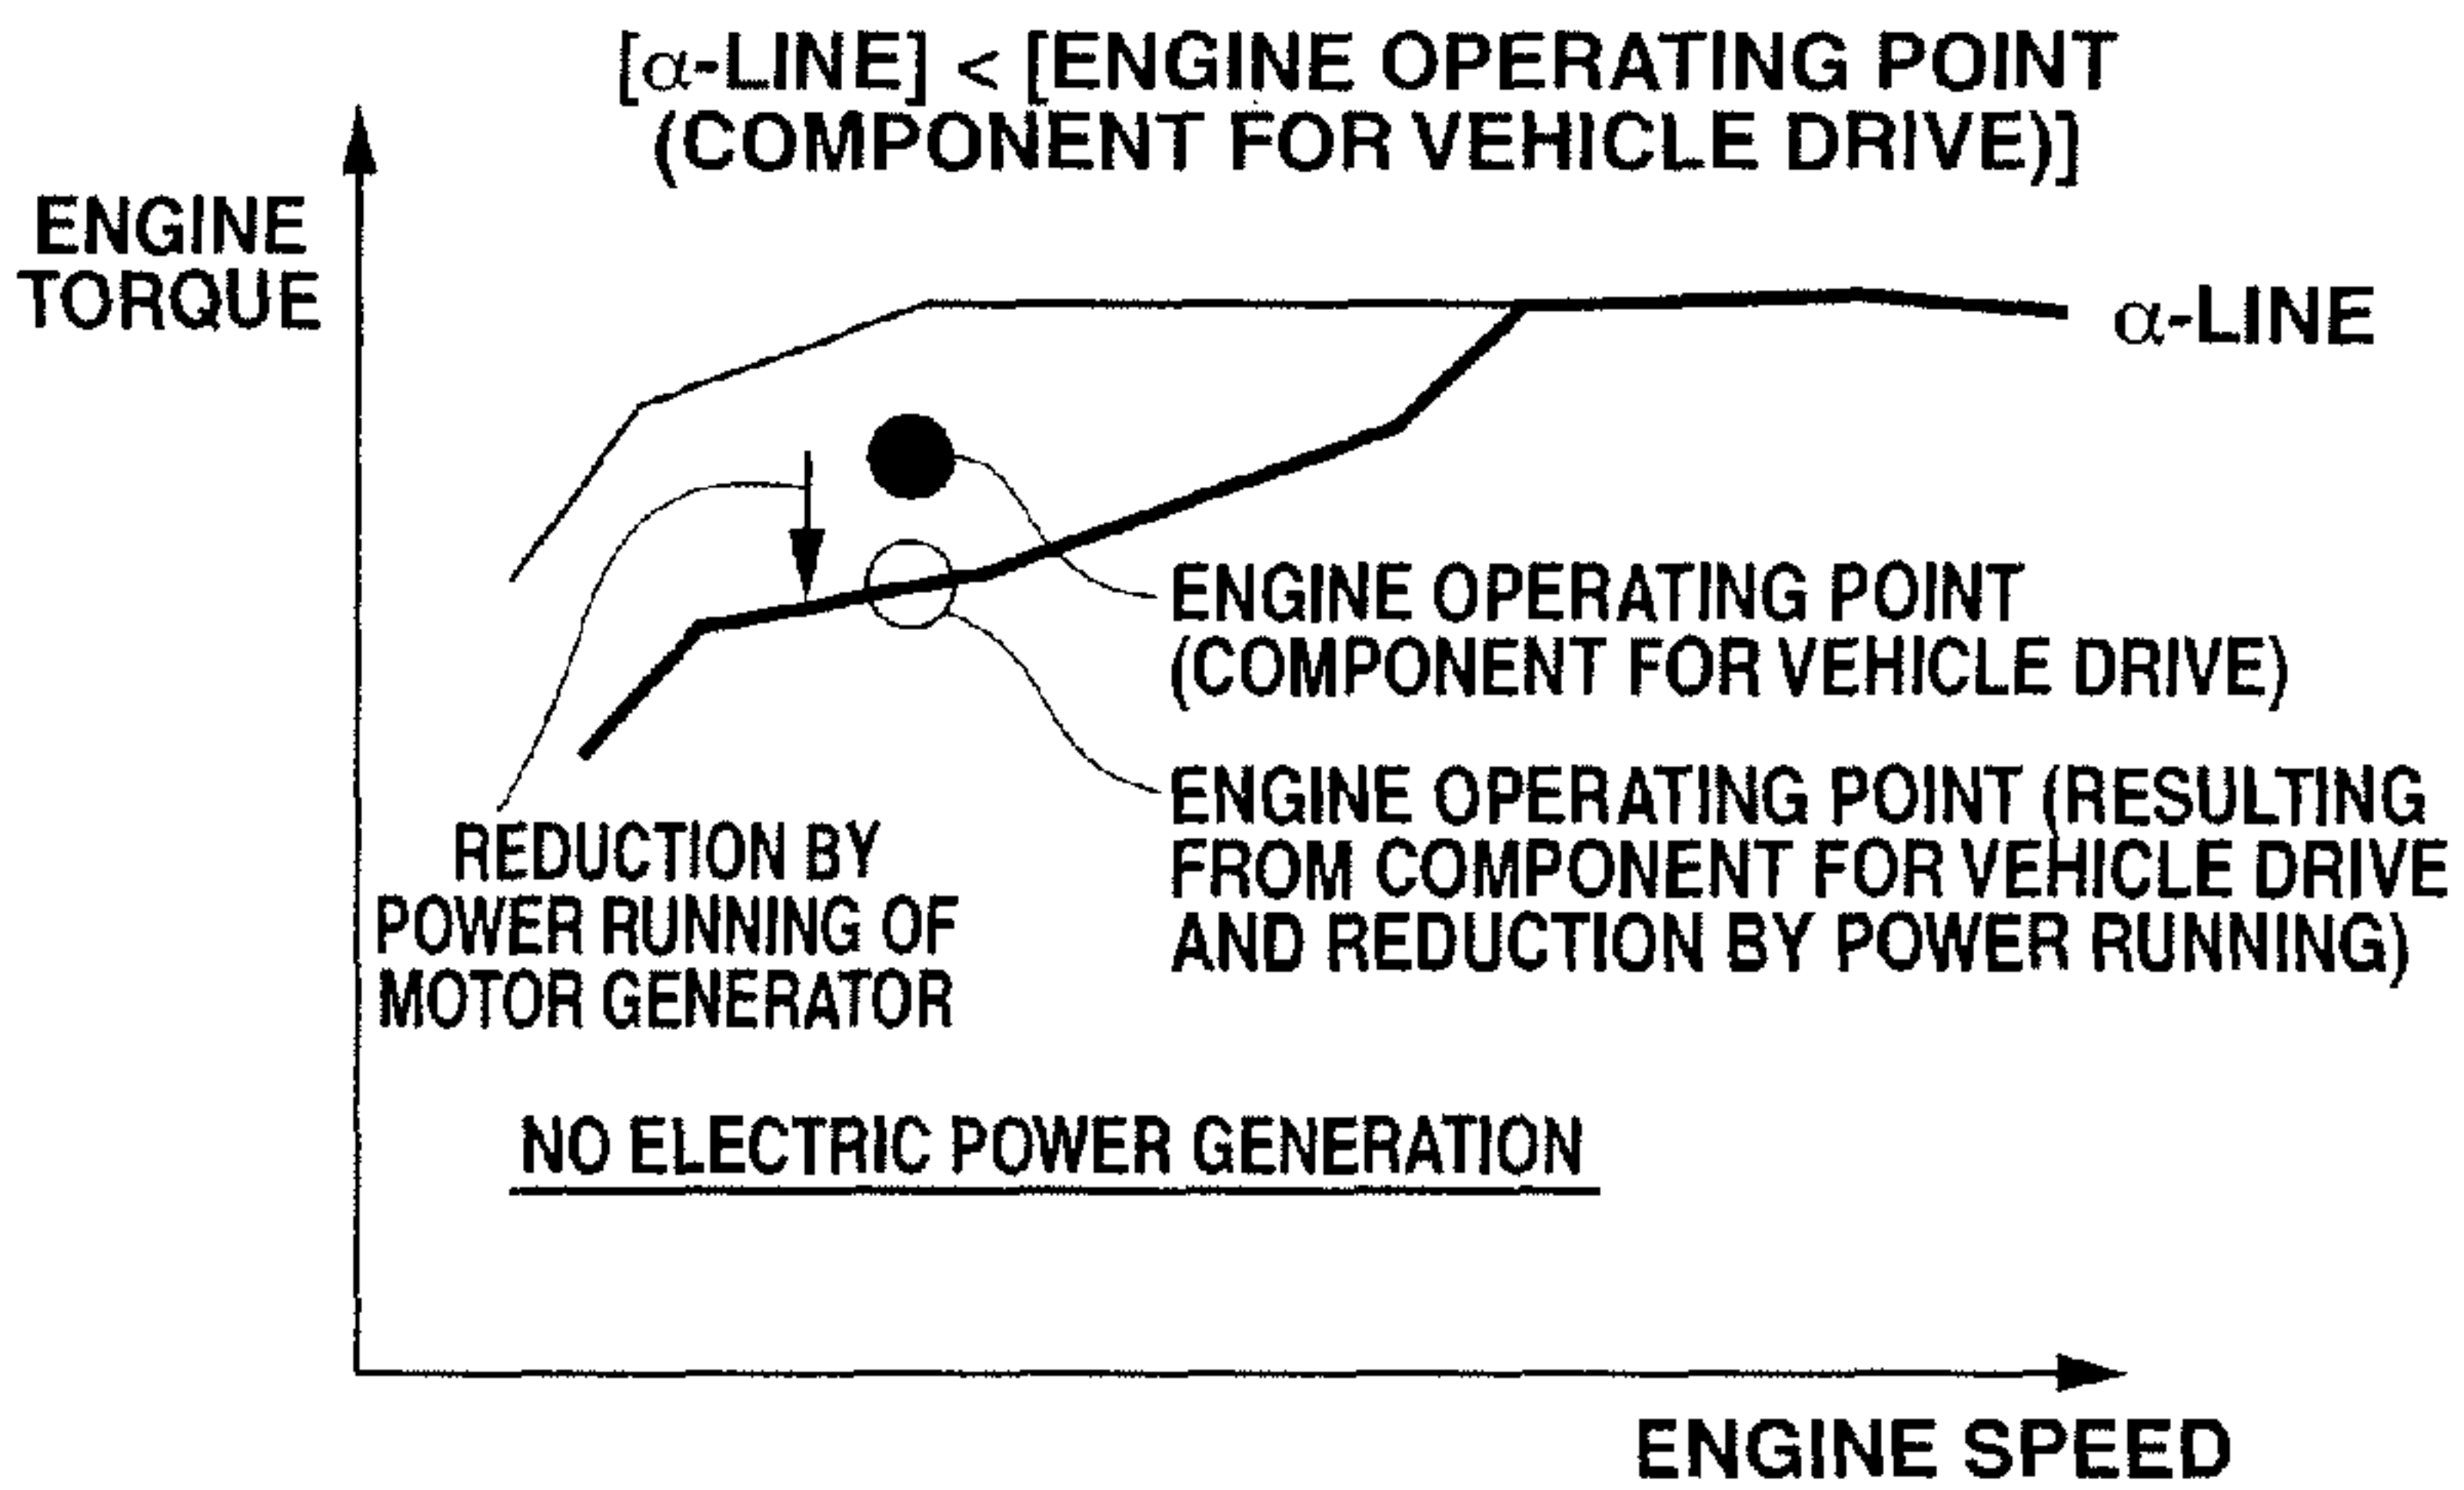 [α-LINE] < [ENGINE OPERATING POINT
(COMPONENT FOR VEHICLE DRIVE)]
ENGINE
TORQUE
α-LINE
ENGINE OPERATING POINT
(COMPONENT FOR VEHICLE DRIVE)
ENGINE OPERATING POINT (RESULTING
FROM COMPONENT FOR VEHICLE DRIVE
AND REDUCTION BY POWER RUNNING)
REDUCTION BY
POWER RUNNING OF
MOTOR GENERATOR
NO ELECTRIC POWER GENERATION
ENGINE SPEED